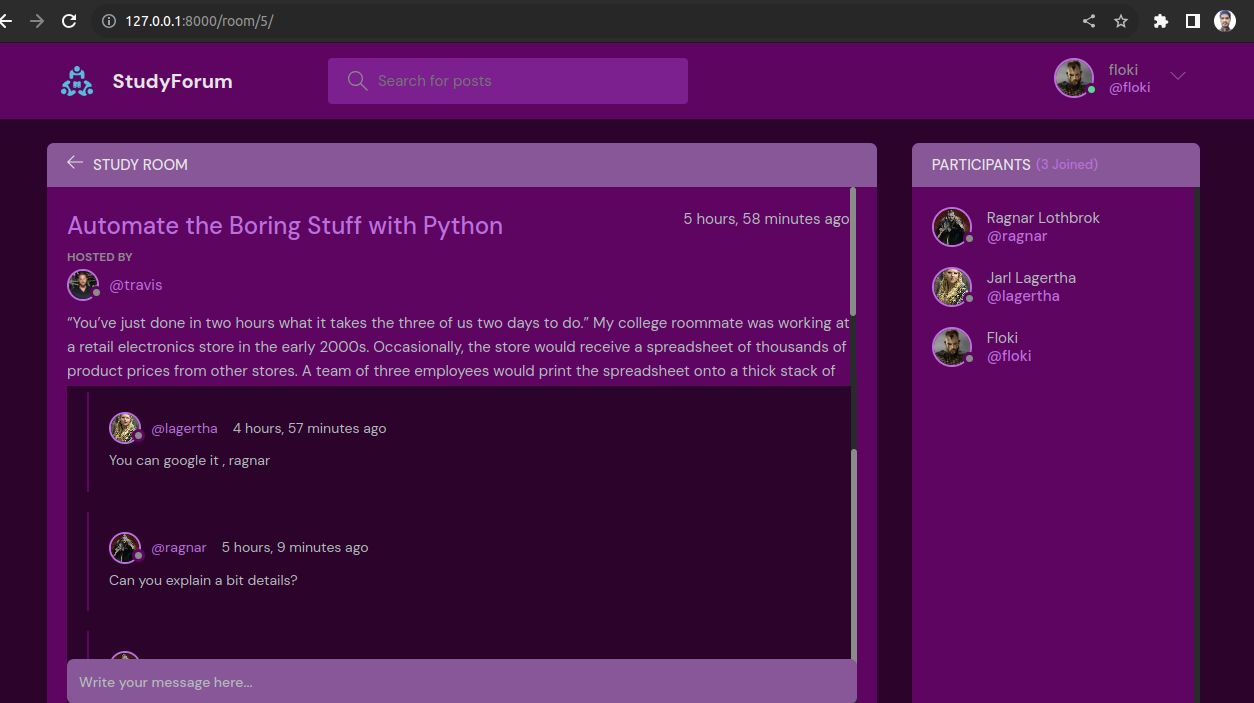 127.0.0.1:8000/room/5/
StudyForum
Search for posts
floki
@floki
STUDY ROOM
Automate the Boring Stuff with Python
5 hours, 58 minutes ago
HOSTED BY
@travis
“You’ve just done in two hours what it takes the three of us two days to do.” My college roommate was working at
a retail electronics store in the early 2000s. Occasionally, the store would receive a spreadsheet of thousands of
product prices from other stores. A team of three employees would print the spreadsheet onto a thick stack of
@lagertha 4 hours, 57 minutes ago
You can google it , ragnar
@ragnar 5 hours, 9 minutes ago
Can you explain a bit details?
Write your message here...
PARTICIPANTS (3 Joined)
Ragnar Lothbrok
@ragnar
Jarl Lagertha
@lagertha
Floki
@floki